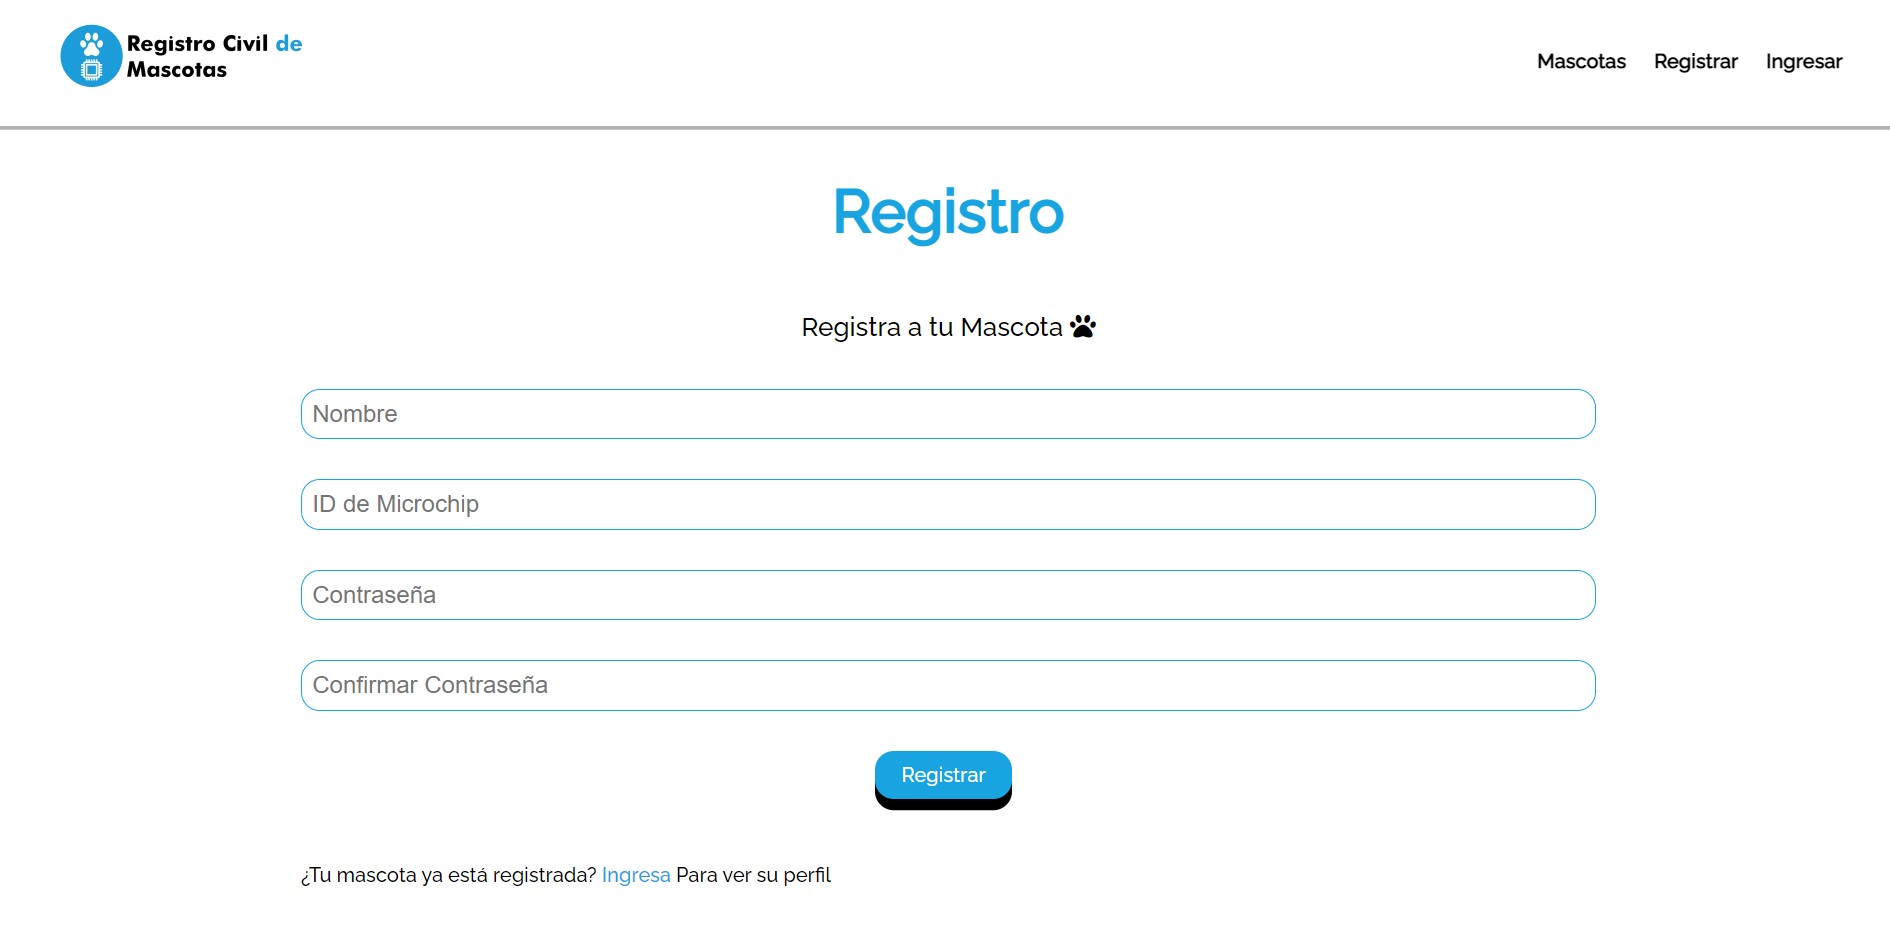 Registro Civil de
Mascotas
Mascotas Registrar Ingresar
Registro
Registra a tu Mascota
Nombre
ID de Microchip
Contraseña
Confirmar Contraseña
Registrar
¿Tu mascota ya está registrada? Ingresa Para ver su perfil